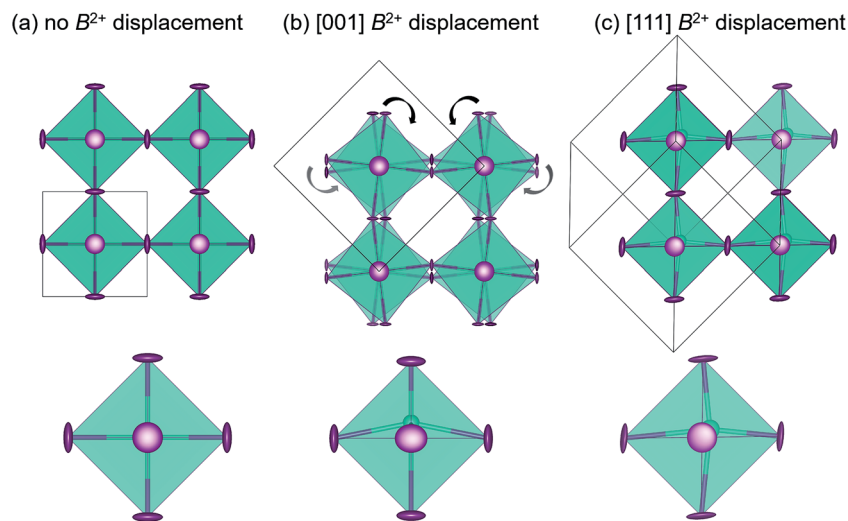 (a) no B²⁺ displacement
(b) [001] B²⁺ displacement
(c) [111] B²⁺ displacement